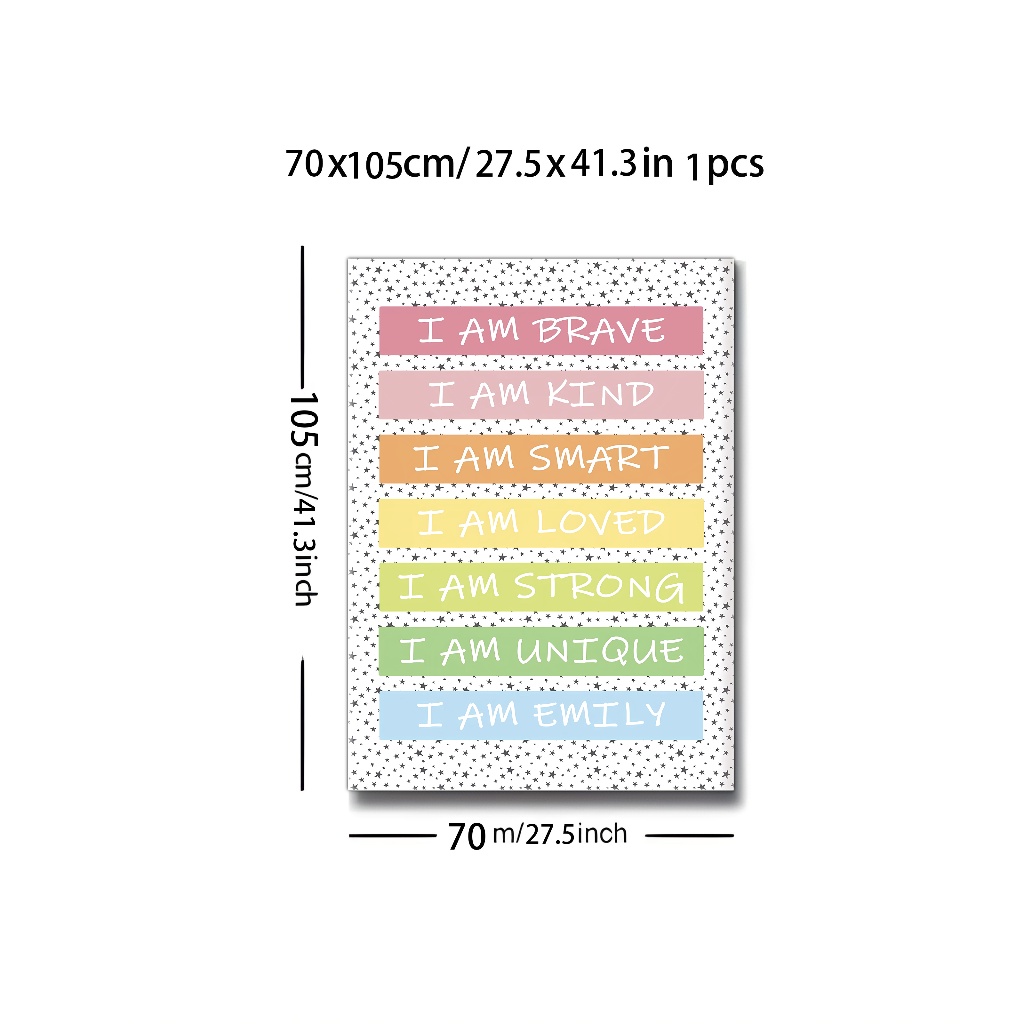 70x105cm/27.5x41.3in 1pcs
I AM BRAVE
I AM KIND
I AM SMART
I AM LOVED
I AM STRONG
I AM UNIQUE
I AM EMILY
105cm/41.3inch
70 m/27.5inch